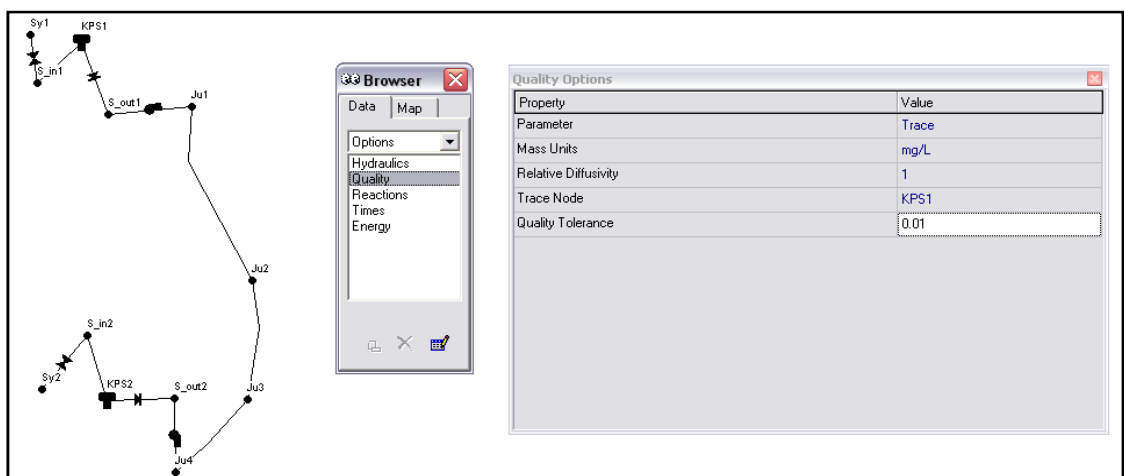 Sy1
KPS1
S_in1
S_out1
Ju1
Ju2
S_in2
Sy2
KPS2
S_out2
Ju3
Ju4
Browser
Data Map
Options
Hydraulics
Quality
Reactions
Times
Energy
Quality Options
Property Value
Parameter Trace
Mass Units mg/L
Relative Diffusivity 1
Trace Node KPS1
Quality Tolerance 0.01